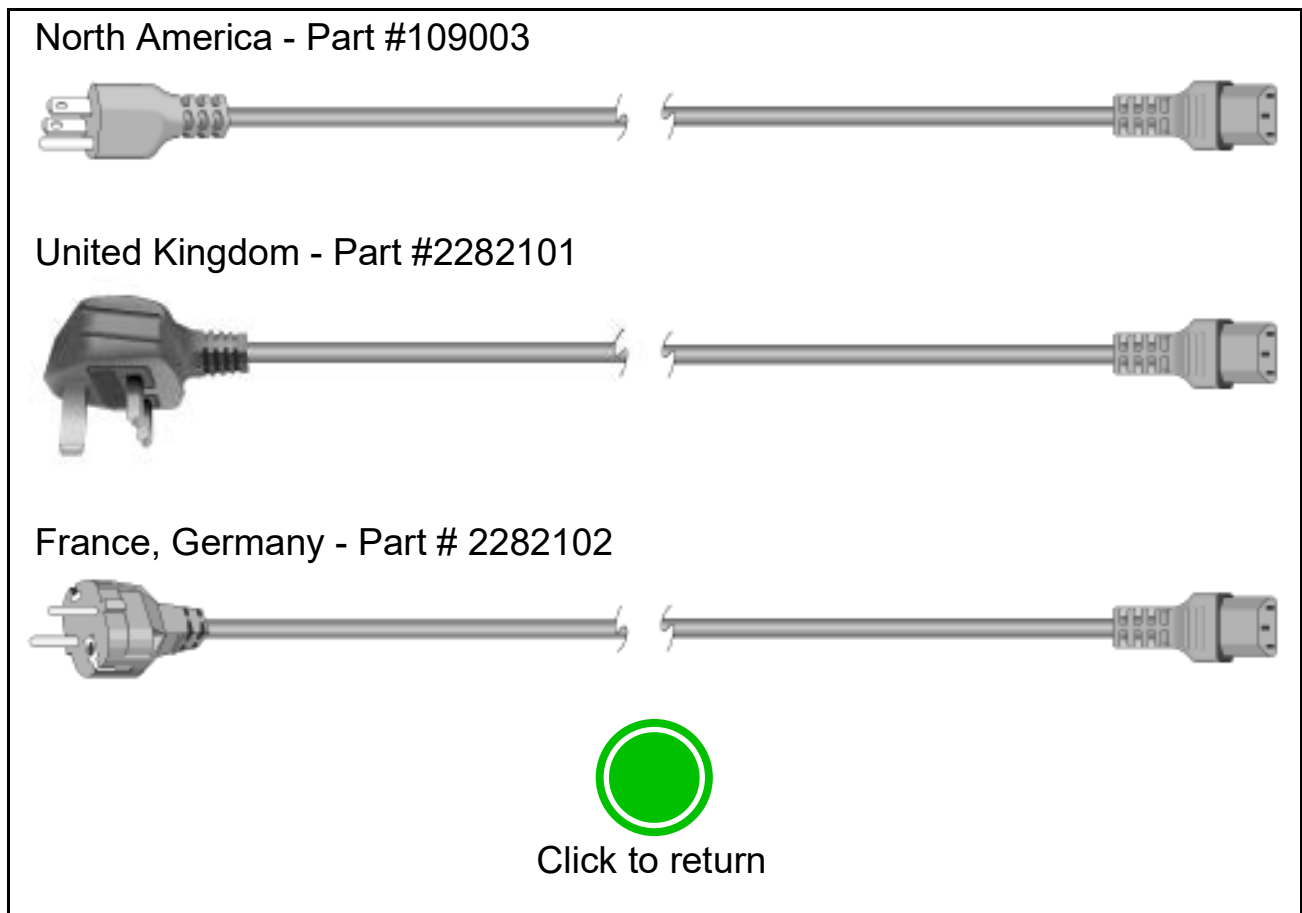 North America - Part #109003
United Kingdom - Part #2282101
France, Germany - Part # 2282102
Click to return